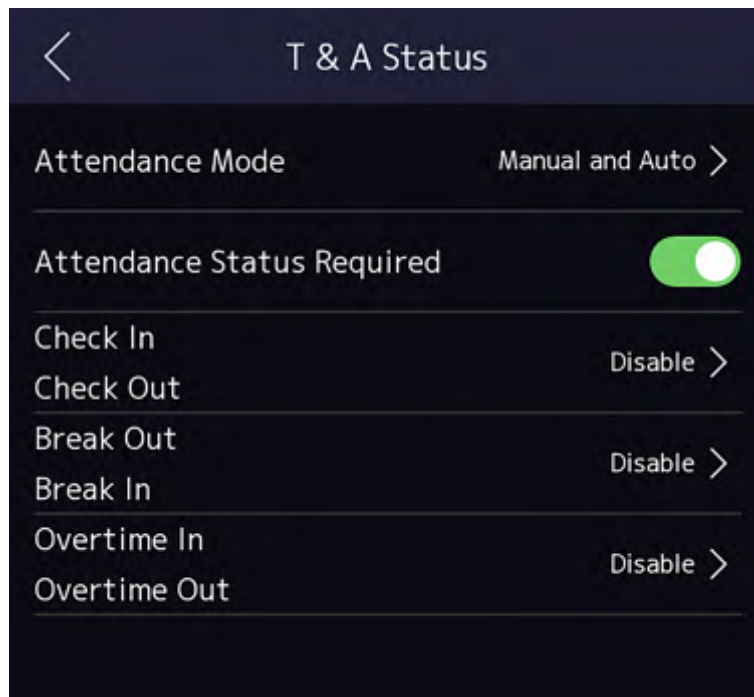 T & A Status
Attendance Mode Manual and Auto
Attendance Status Required
Check In
Check Out
Disable
Break Out
Break In
Disable
Overtime In
Overtime Out
Disable